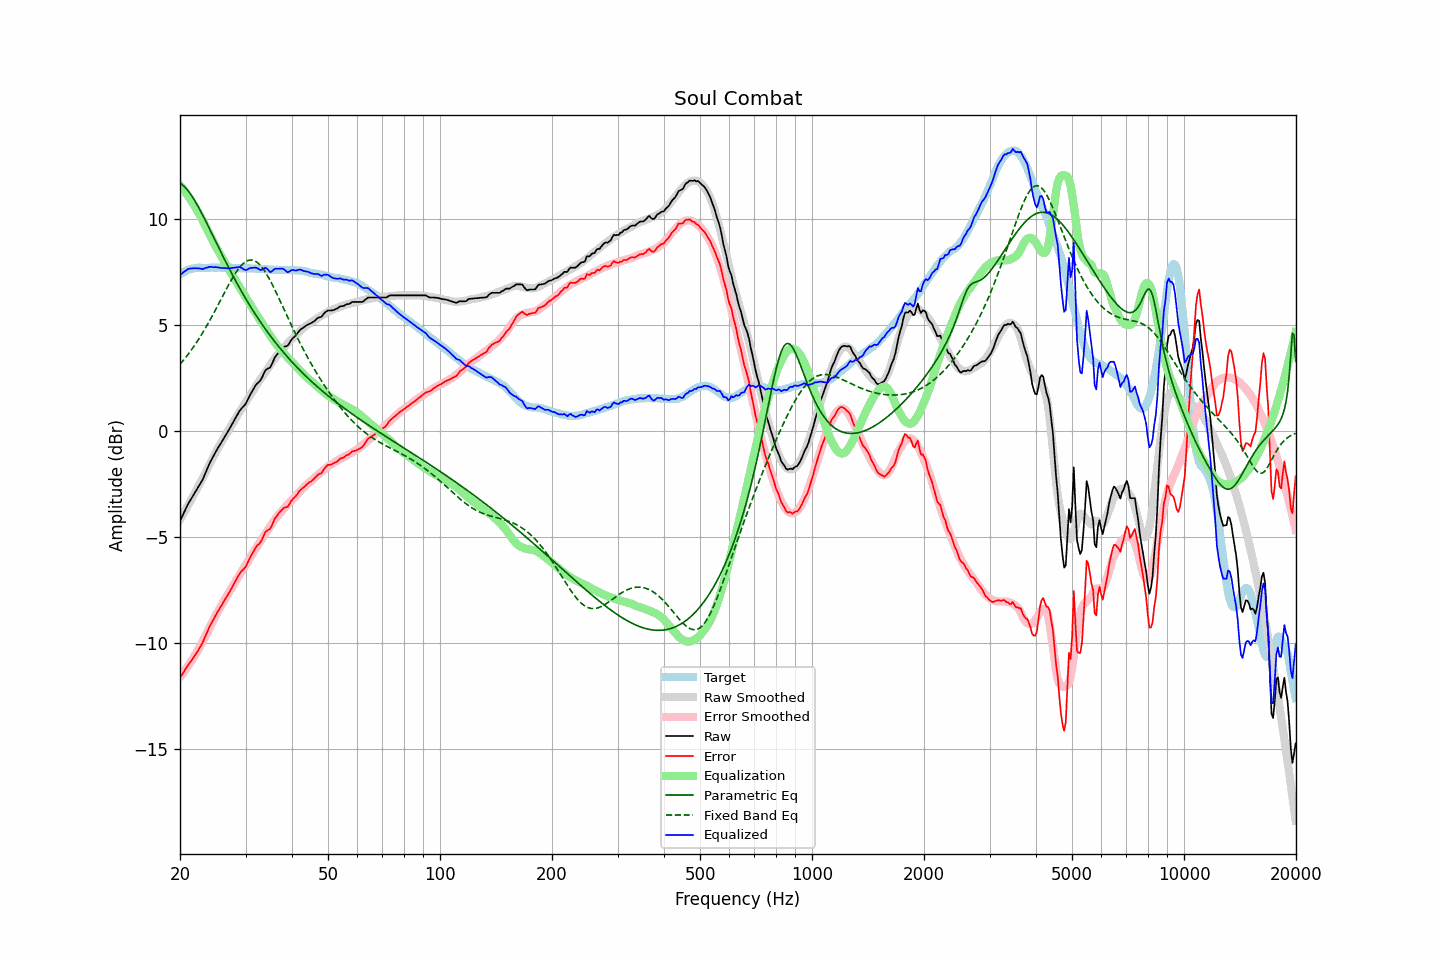 Soul Combat
Amplitude (dBr)
10
5
0
−5
−10
−15
Target
Raw Smoothed
Error Smoothed
Raw
Error
Equalization
Parametric Eq
Fixed Band Eq
Equalized
20 50 100 200 500 1000 2000 5000 10000 20000
Frequency (Hz)